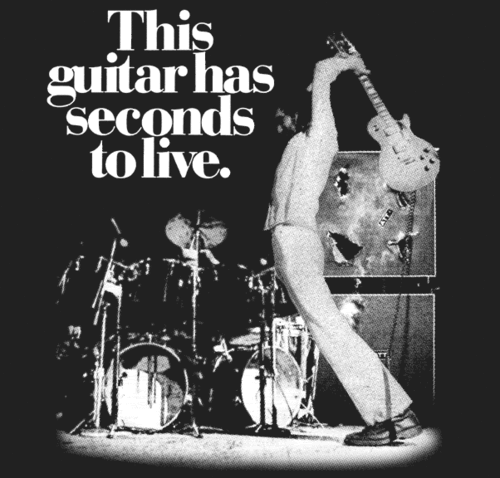 This
guitar has
seconds
to live.